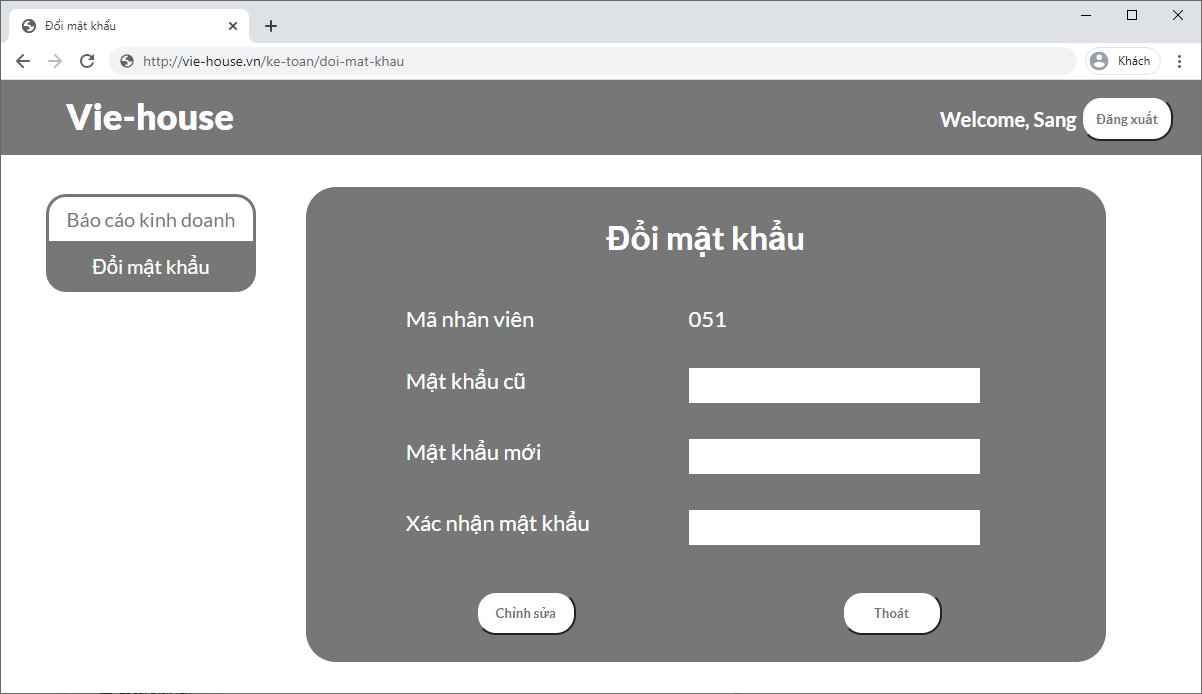 Đổi mật khẩu
http://vie-house.vn/ke-toan/doi-mat-khau
Khách
Vie-house
Welcome, Sang
Đăng xuất
Báo cáo kinh doanh
Đổi mật khẩu
Đổi mật khẩu
Mã nhân viên
051
Mật khẩu cũ
Mật khẩu mới
Xác nhận mật khẩu
Chỉnh sửa
Thoát